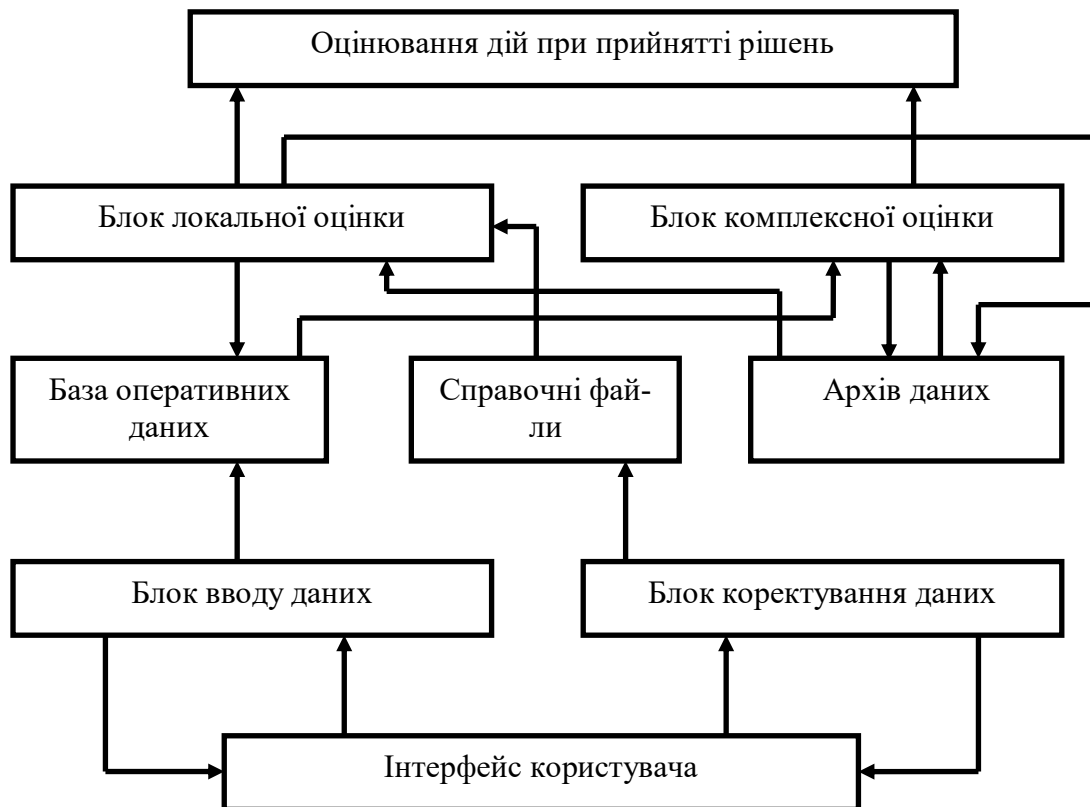 Оцінювання дій при прийнятті рішень
Блок локальної оцінки
Блок комплексної оцінки
База оперативних
даних
Справочні фай-
ли
Архів даних
Блок вводу даних
Блок коректування даних
Інтерфейс користувача